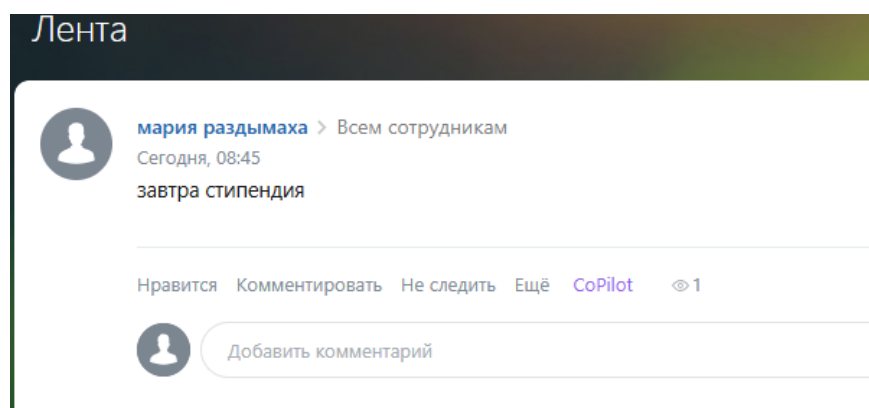 Лента
мария раздымаха > Всем сотрудникам
Сегодня, 08:45
завтра стипендия
Нравится Комментировать Не следить Ещё CoPilot 1
Добавить комментарий